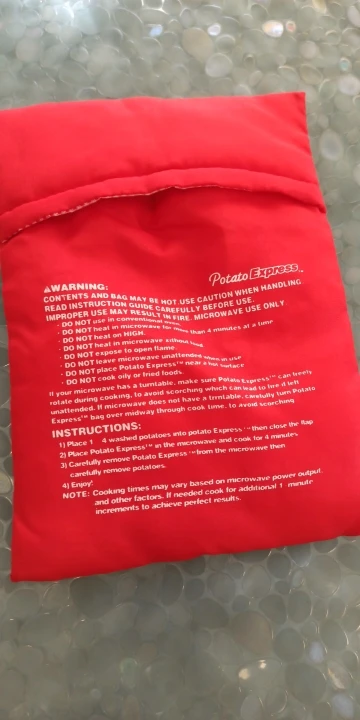 Potato Express™
⚠WARNING:
CONTENTS AND BAG MAY BE HOT USE CAUTION WHEN HANDLING.
READ INSTRUCTION GUIDE CAREFULLY BEFORE USE.
IMPROPER USE MAY RESULT IN FIRE. MICROWAVE USE ONLY
- DO NOT use in conventional oven.
- DO NOT heat in microwave for more than 4 minutes at a time
- DO NOT heat on HIGH.
- DO NOT heat in microwave without food
- DO NOT expose to open flame.
- DO NOT leave microwave unattended when in use
- DO NOT place Potato Express™ near a hot surface
- DO NOT cook oily or fried foods.
If your microwave has a turntable, make sure Potato Express™ can freely
rotate during cooking, to avoid scorching which can lead to fire if left
unattended. If microwave does not have a turntable, carefully turn Potato
Express™ bag over midway through cook time, to avoid scorching
INSTRUCTIONS:
1) Place 1 4 washed potatoes into potato Express™ then close the flap
2) Place Potato Express™ in the microwave and cook for 4 minutes
3) Carefully remove Potato Express™ from the microwave then
carefully remove potatoes.
4) Enjoy!
NOTE: Cooking times may vary based on microwave power output.
and other factors. If needed cook for additional 1 minute
increments to achieve perfect results.